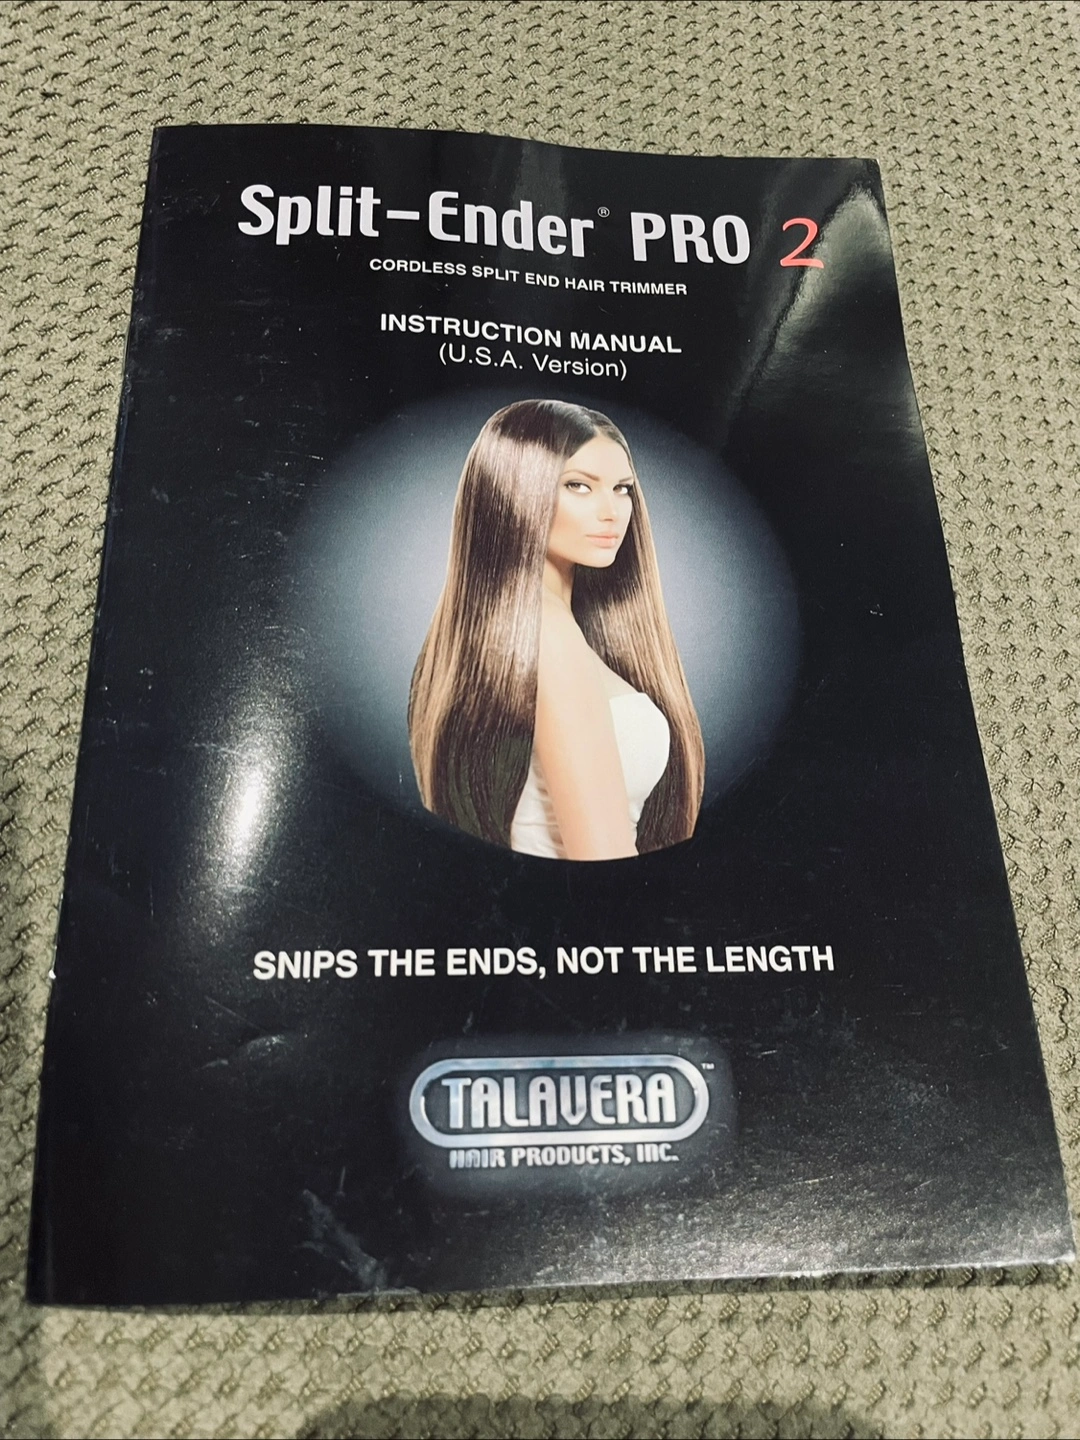 Split-Ender® PRO 2
CORDLESS SPLIT END HAIR TRIMMER
INSTRUCTION MANUAL
(U.S.A. Version)
SNIPS THE ENDS, NOT THE LENGTH
TALAVERA™
HAIR PRODUCTS, INC.